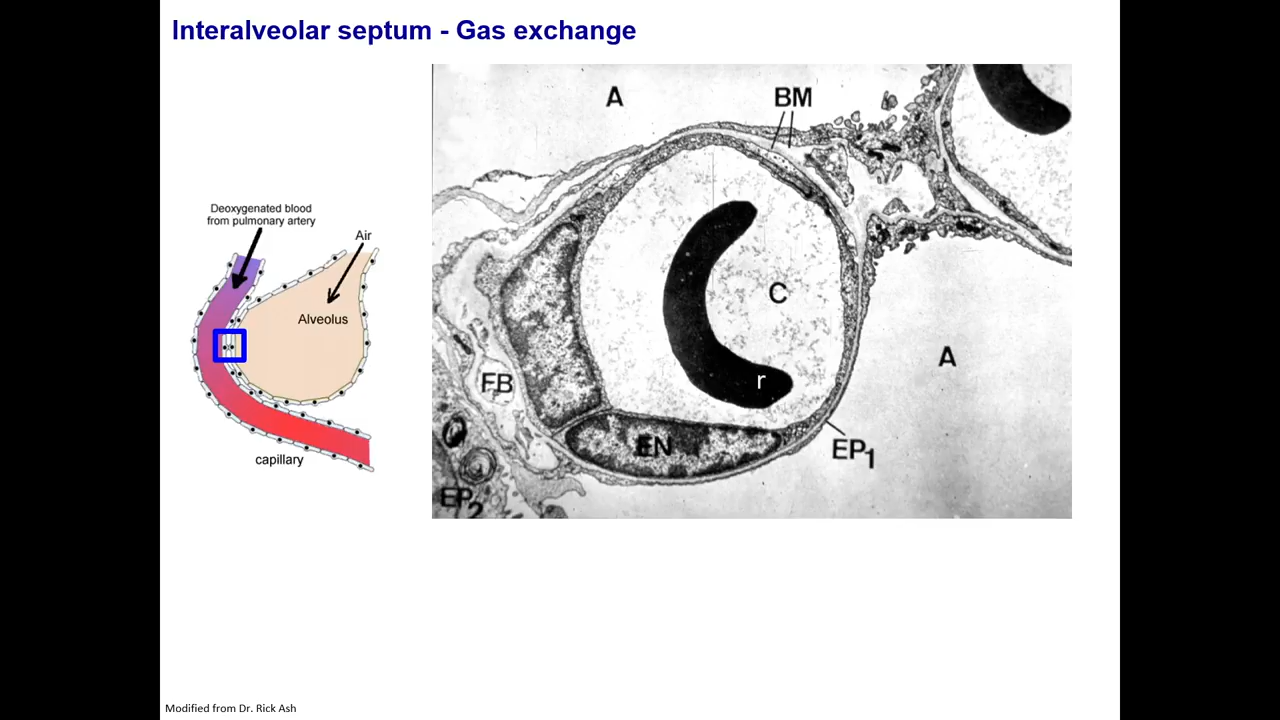 Interalveolar septum - Gas exchange
Deoxygenated blood
from pulmonary artery
Air
Alveolus
capillary
A
BM
C
r
A
FB
EN
EP1
EP2
Modified from Dr. Rick Ash